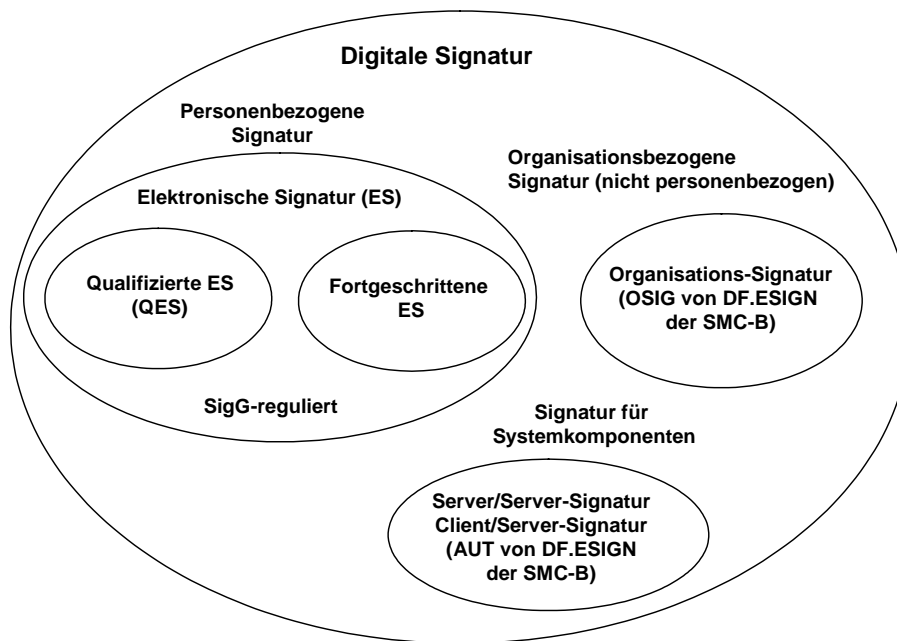 Digitale Signatur
Personenbezogene
Signatur
Organisationsbezogene
Signatur (nicht personenbezogen)
Elektronische Signatur (ES)
Qualifizierte ES
(QES)
Fortgeschrittene
ES
Organisations-Signatur
(OSIG von DF.ESIGN
der SMC-B)
SigG-reguliert
Signatur für
Systemkomponenten
Server/Server-Signatur
Client/Server-Signatur
(AUT von DF.ESIGN
der SMC-B)